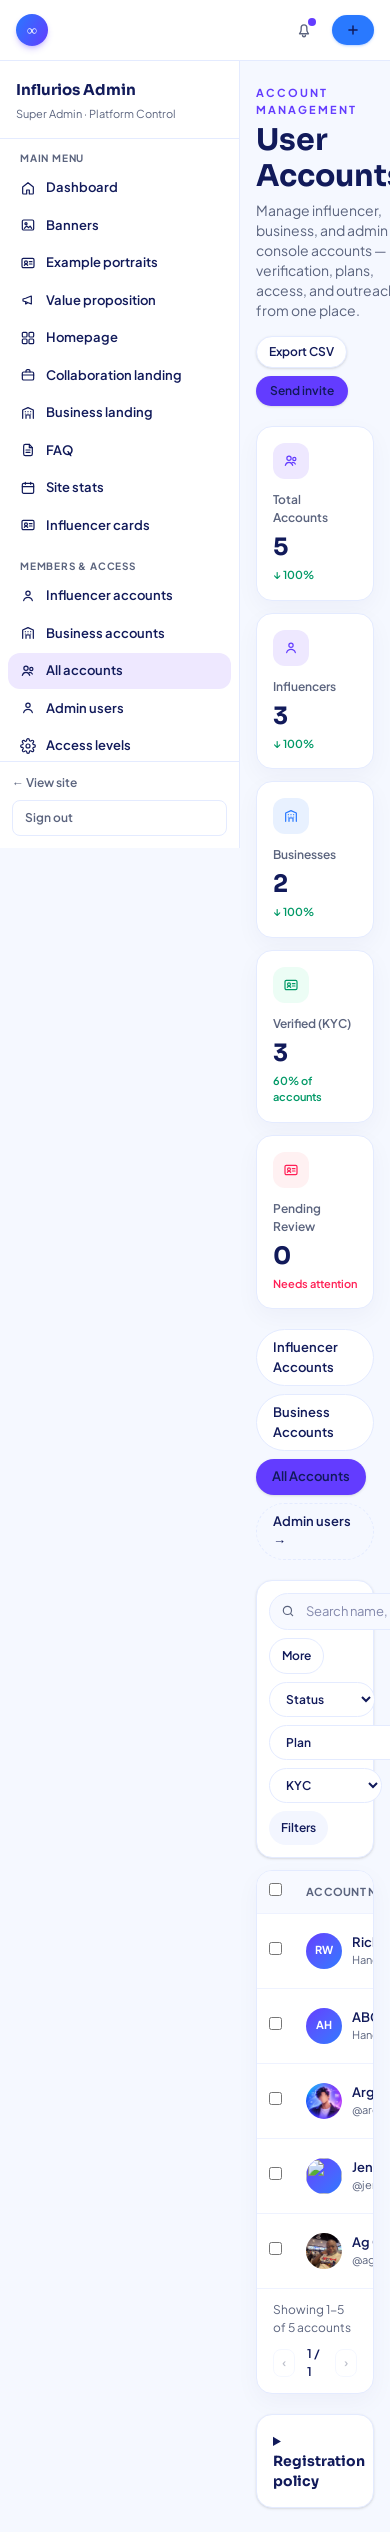 Influrios Admin
Super Admin · Platform Control
MAIN MENU
Dashboard
Banners
Example portraits
Value proposition
Homepage
Collaboration landing
Business landing
FAQ
Site stats
Influencer cards
MEMBERS & ACCESS
Influencer accounts
Business accounts
All accounts
Admin users
Access levels
← View site
Sign out
ACCOUNT
MANAGEMENT
User
Accounts
Manage influencer,
business, and admin
console accounts —
verification, plans,
access, and outreach
from one place.
Export CSV
Send invite
Total
Accounts
5
↓ 100%
Influencers
3
↓ 100%
Businesses
2
↓ 100%
Verified (KYC)
3
60% of
accounts
Pending
Review
0
Needs attention
Influencer
Accounts
Business
Accounts
All Accounts
Admin users
→
Search name,
More
Status
Plan
KYC
Filters
ACCOUNT
RW
AH
ABC
Showing 1–5
of 5 accounts
‹ 1 /
1 ›
Registration
policy